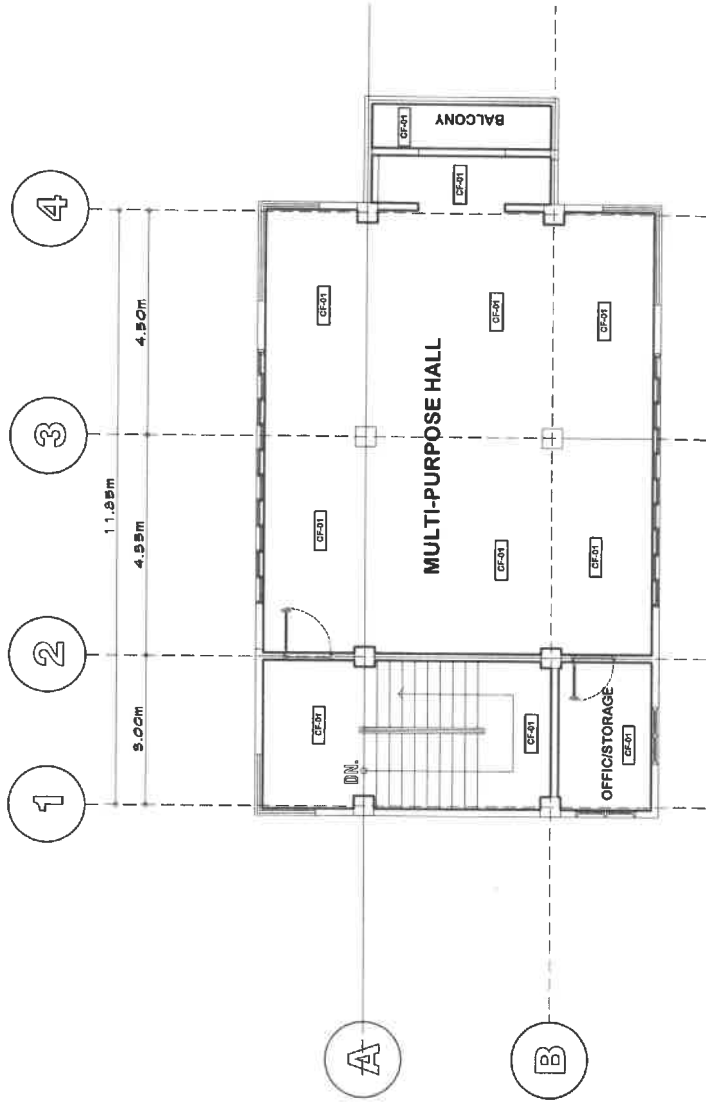 1
2
3
4
11.85m
3.00m
4.35m
4.50m
A
B
CF-01
CF-01
CF-01
DN.
CF-01
MULTI-PURPOSE HALL
CF-01
CF-01
CF-01
CF-01
BALCONY
OFFIC/STORAGE
CF-01
CF-01
CF-01